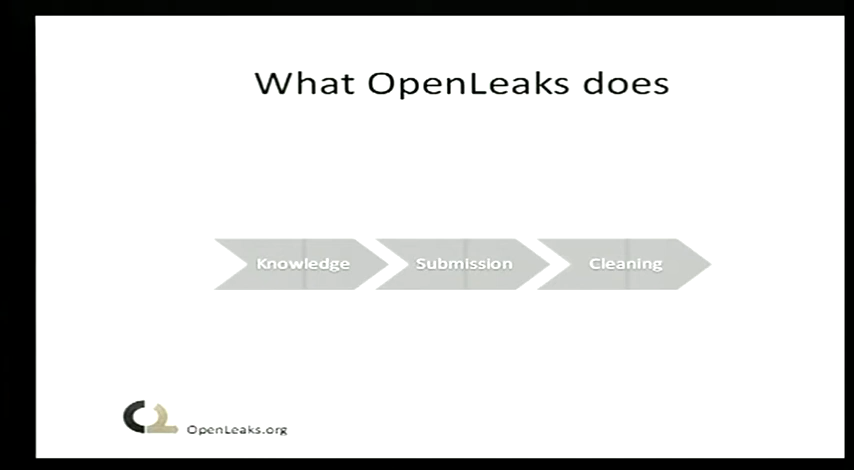 What OpenLeaks does
Knowledge
Submission
Cleaning
OpenLeaks.org